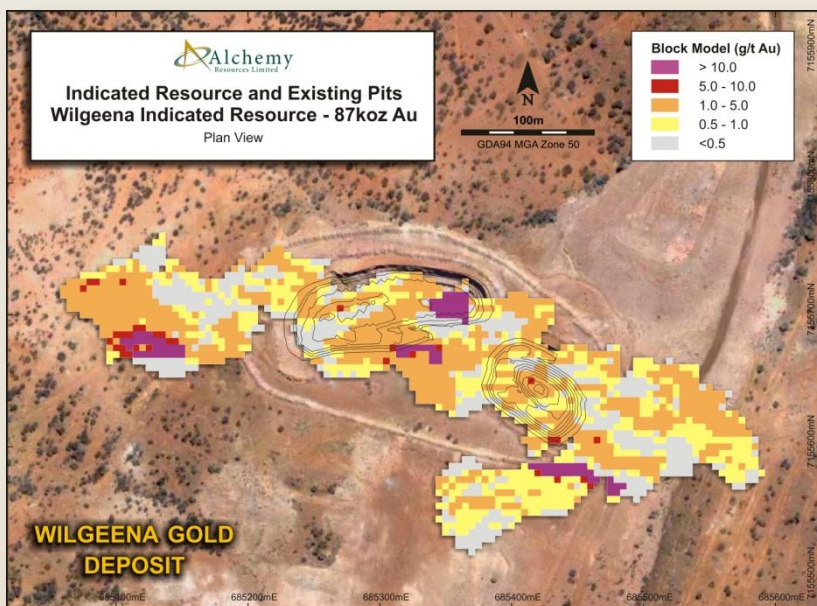 Alchemy
Resources Limited
Indicated Resource and Existing Pits
Wilgeena Indicated Resource - 87koz Au
Plan View
N
100m
GDA94 MGA Zone 50
Block Model (g/t Au)
> 10.0
5.0 - 10.0
1.0 - 5.0
0.5 - 1.0
<0.5
7155900mN
7155800mN
7155700mN
7155600mN
7155500mN
WILGEENA GOLD
DEPOSIT
685100mE
685200mE
685300mE
685400mE
685500mE
685600mE